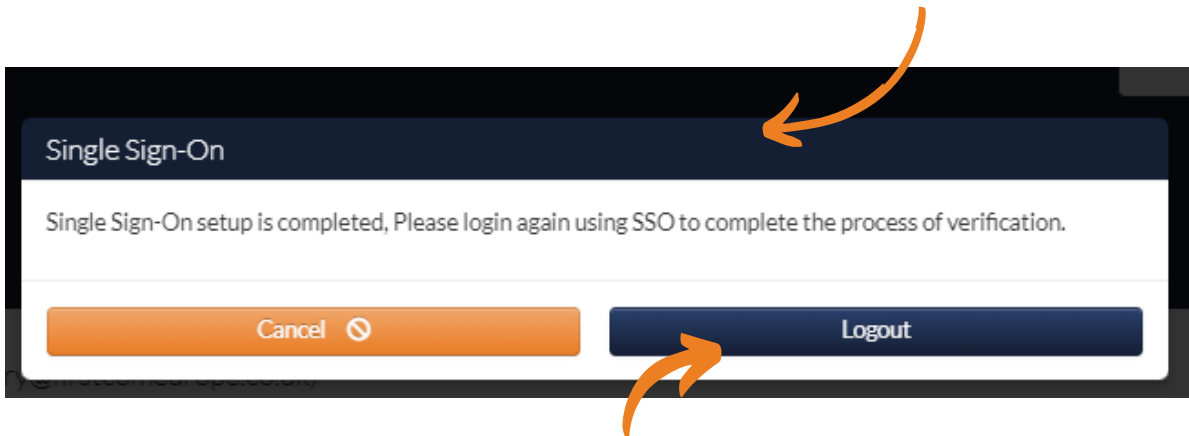 Single Sign-On
Single Sign-On setup is completed, Please login again using SSO to complete the process of verification.
Cancel
Logout